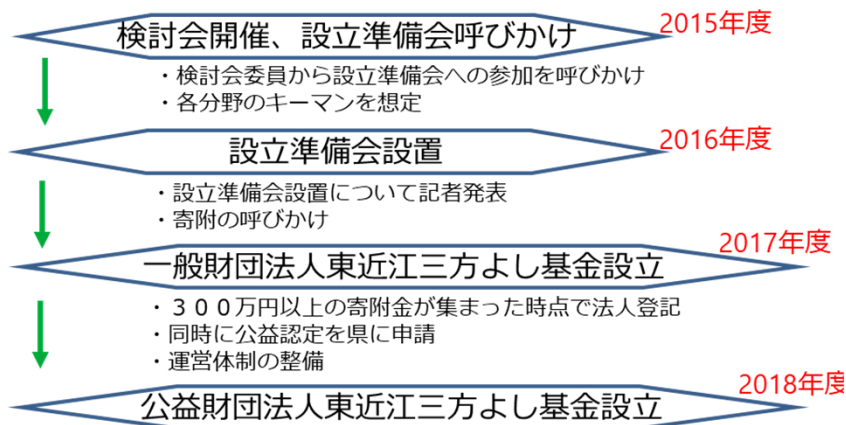 検討会開催、設立準備会呼びかけ
2015年度
・検討会委員から設立準備会への参加を呼びかけ
・各分野のキーマンを想定
設立準備会設置
2016年度
・設立準備会設置について記者発表
・寄附の呼びかけ
一般財団法人東近江三方よし基金設立
2017年度
・３００万円以上の寄附金が集まった時点で法人登記
・同時に公益認定を県に申請
・運営体制の整備
公益財団法人東近江三方よし基金設立
2018年度